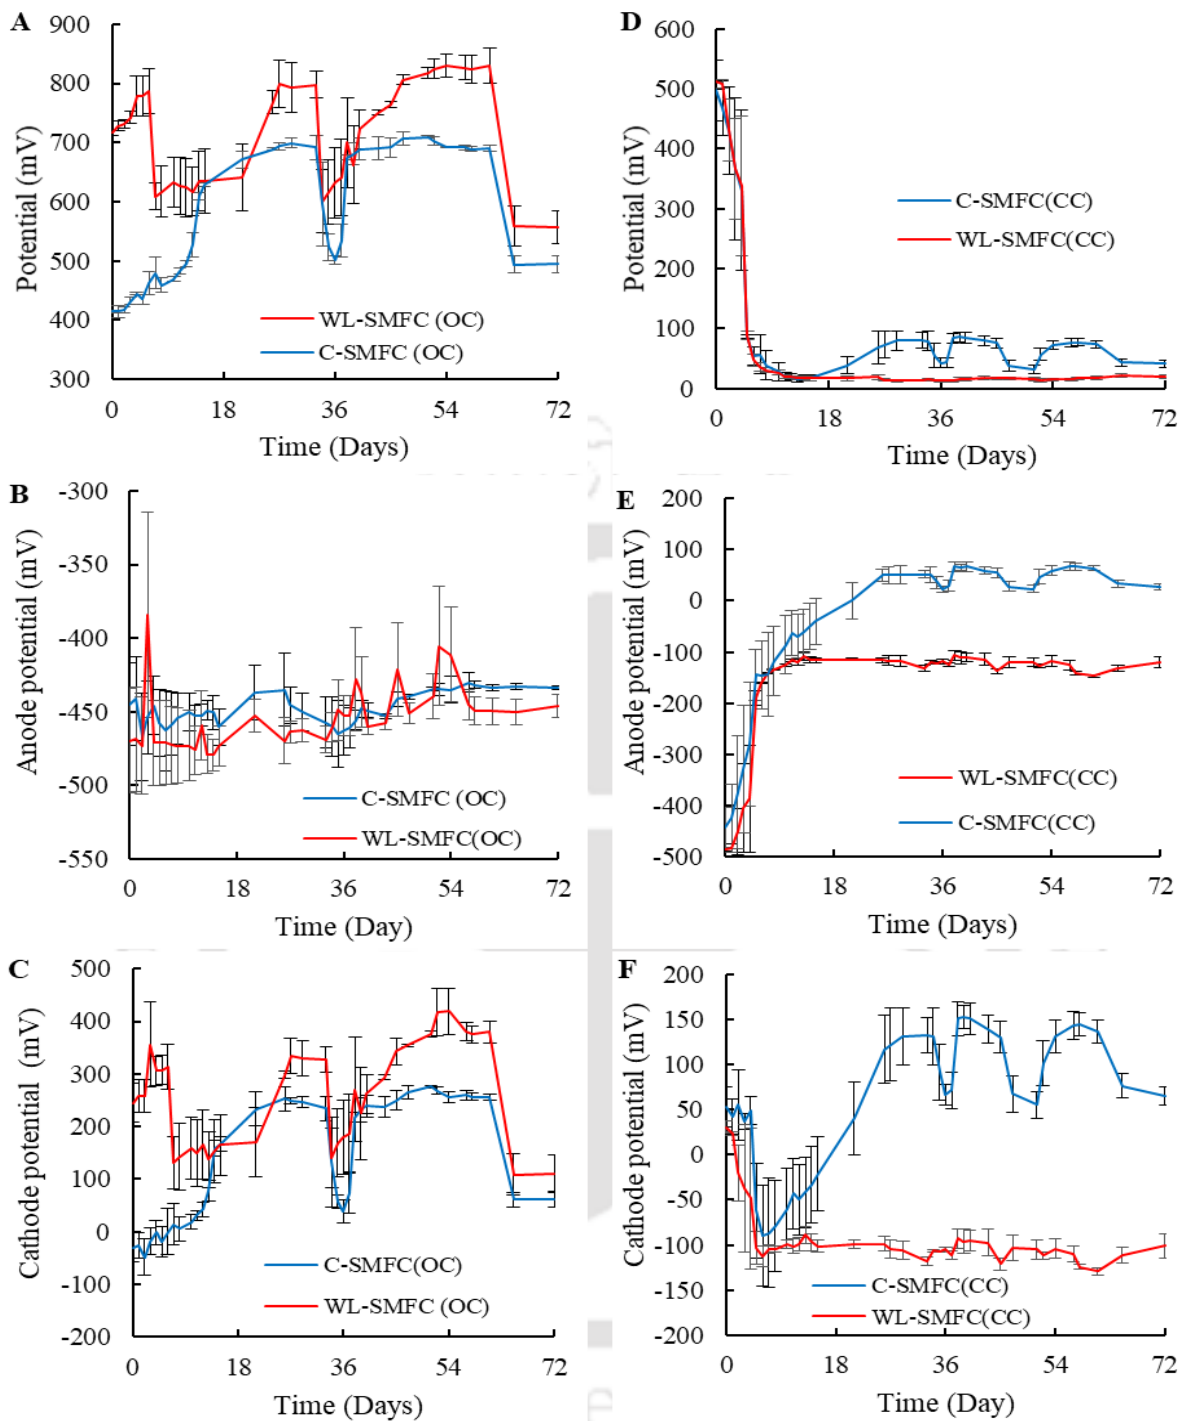 A
900
800
700
600
500
400
300
Potential (mV)
WL-SMFC (OC)
C-SMFC (OC)
0 18 36 54 72
Time (Days)
D
600
500
400
300
200
100
0
Potential (mV)
C-SMFC(CC)
WL-SMFC(CC)
0 18 36 54 72
Time (Days)
B
-300
-350
-400
-450
-500
-550
Anode potential (mV)
C-SMFC (OC)
WL-SMFC(OC)
0 18 36 54 72
Time (Day)
E
200
100
0
-100
-200
-300
-400
-500
Anode potential (mV)
WL-SMFC(CC)
C-SMFC(CC)
0 18 36 54 72
Time (Days)
C
500
400
300
200
100
0
-100
-200
Cathode potential (mV)
C-SMFC(OC)
WL-SMFC (OC)
0 18 36 54 72
Time (Days)
F
200
150
100
50
0
-50
-100
-150
-200
Cathode potential (mV)
C-SMFC(CC)
WL-SMFC(CC)
0 18 36 54 72
Time (Day)